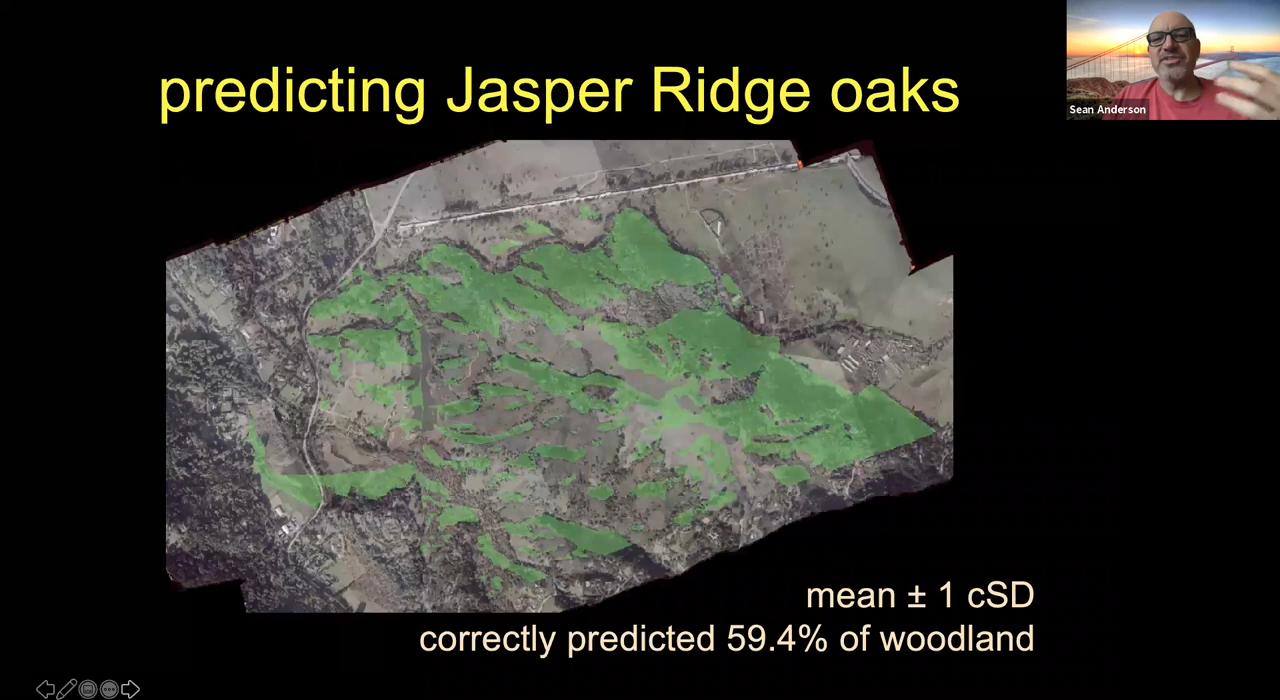 predicting Jasper Ridge oaks
Sean Anderson
mean ± 1 cSD
correctly predicted 59.4% of woodland